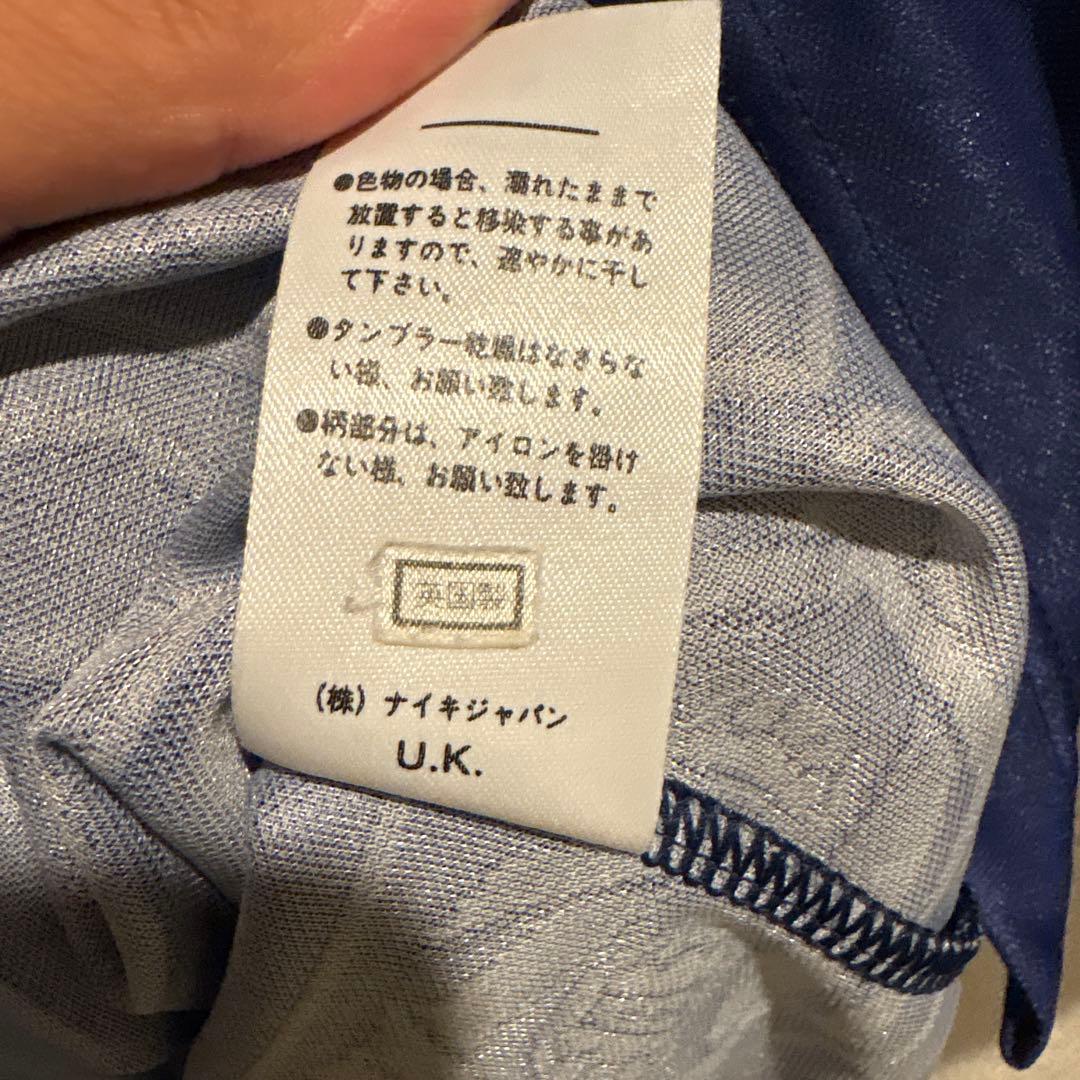 ●色物の場合、濡れたままで
放置すると移染する事があ
りますので、速やかに干し
て下さい。
●タンブラー乾燥はなさらな
い様、お願い致します。
●柄部分は、アイロンを掛け
ない様、お願い致します。
英国製
(株) ナイキジャパン
U.K.